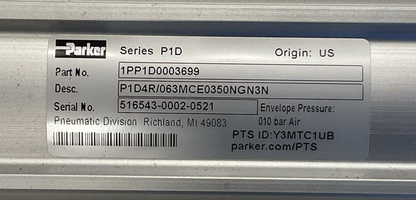 Parker Series P1D Origin: US
Part No. 1PP1D0003699
Desc. P1D4R/063MCE0350NGN3N
Serial No. 516543-0002-0521 Envelope Pressure:
Pneumatic Division Richland, MI 49083 010 bar Air
PTS ID:Y3MTC1UB
parker.com/PTS